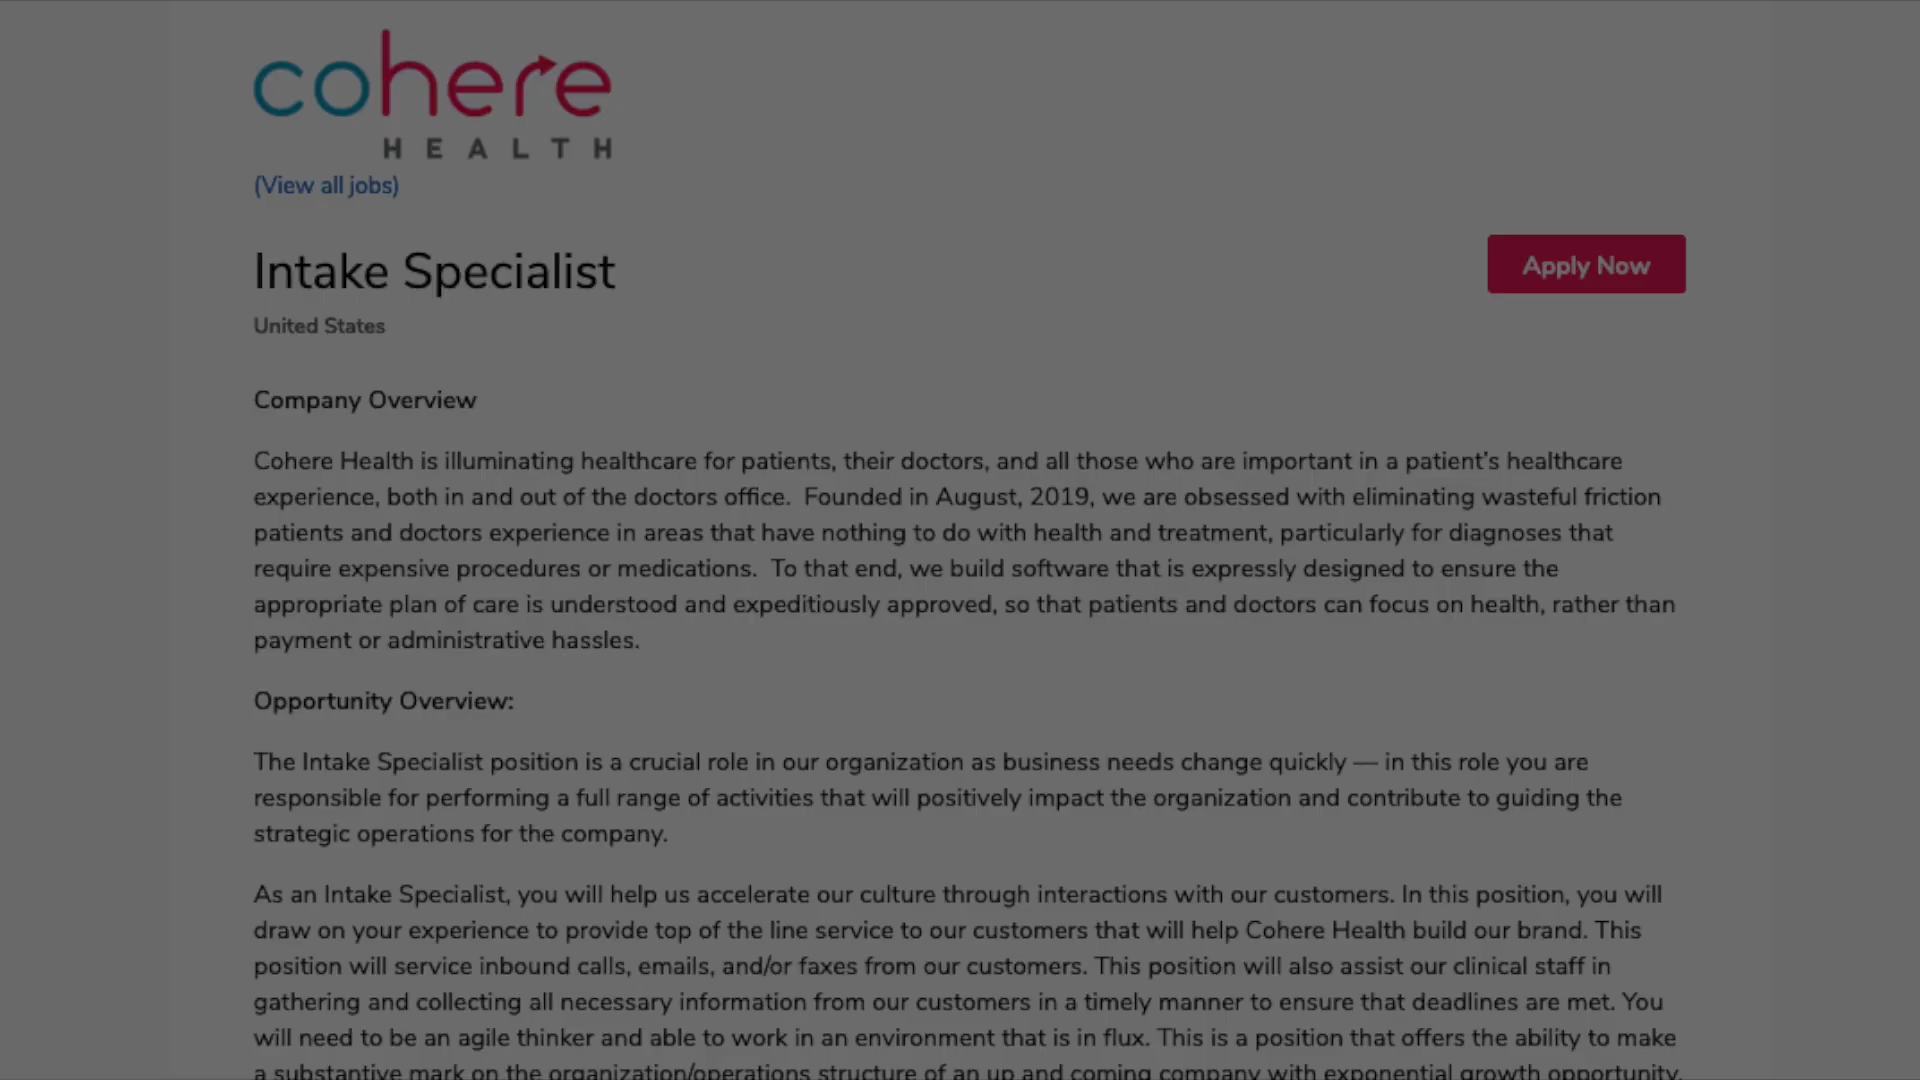 cohere
HEALTH
(View all jobs)
Intake Specialist
Apply Now
United States
Company Overview
Cohere Health is illuminating healthcare for patients, their doctors, and all those who are important in a patient's healthcare
experience, both in and out of the doctors office.  Founded in August, 2019, we are obsessed with eliminating wasteful friction
patients and doctors experience in areas that have nothing to do with health and treatment, particularly for diagnoses that
require expensive procedures or medications.  To that end, we build software that is expressly designed to ensure the
appropriate plan of care is understood and expeditiously approved, so that patients and doctors can focus on health, rather than
payment or administrative hassles.
Opportunity Overview:
The Intake Specialist position is a crucial role in our organization as business needs change quickly — in this role you are
responsible for performing a full range of activities that will positively impact the organization and contribute to guiding the
strategic operations for the company.
As an Intake Specialist, you will help us accelerate our culture through interactions with our customers. In this position, you will
draw on your experience to provide top of the line service to our customers that will help Cohere Health build our brand. This
position will service inbound calls, emails, and/or faxes from our customers. This position will also assist our clinical staff in
gathering and collecting all necessary information from our customers in a timely manner to ensure that deadlines are met. You
will need to be an agile thinker and able to work in an environment that is in flux. This is a position that offers the ability to make
a substantive mark on the organization/operations structure of an up and coming company with exponential growth opportunity.